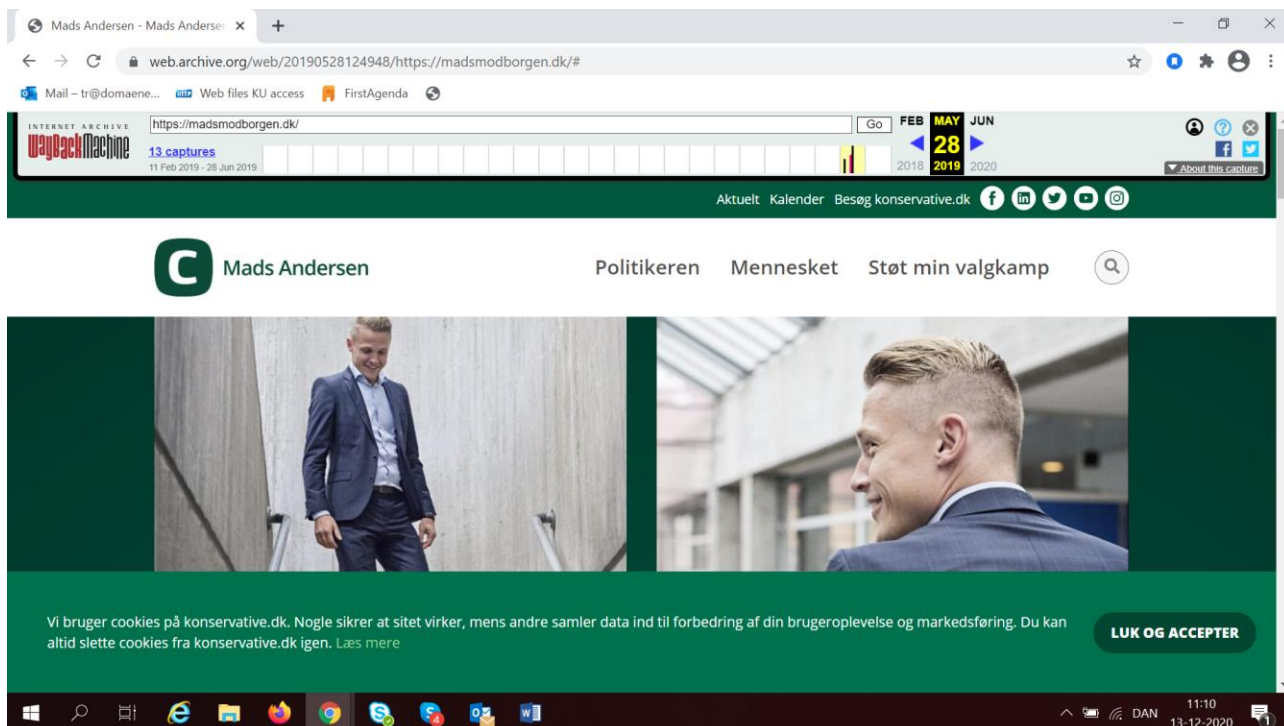 Mads Andersen - Mads Anderse
web.archive.org/web/20190528124948/https://madsmodborgen.dk/#
Mail – tr@domaene... Web files KU access FirstAgenda
INTERNET ARCHIVE
WayBackMachine
https://madsmodborgen.dk/ Go
13 captures
11 Feb 2019 - 28 Jun 2019
FEB MAY JUN
28
2018 2019 2020
About this capture
Aktuelt Kalender Besøg konservative.dk
C Mads Andersen Politikeren Mennesket Støt min valgkamp
Vi bruger cookies på konservative.dk. Nogle sikrer at sitet virker, mens andre samler data ind til forbedring af din brugeroplevelse og markedsføring. Du kan
altid slette cookies fra konservative.dk igen. Læs mere
LUK OG ACCEPTER
DAN 11:10
13-12-2020